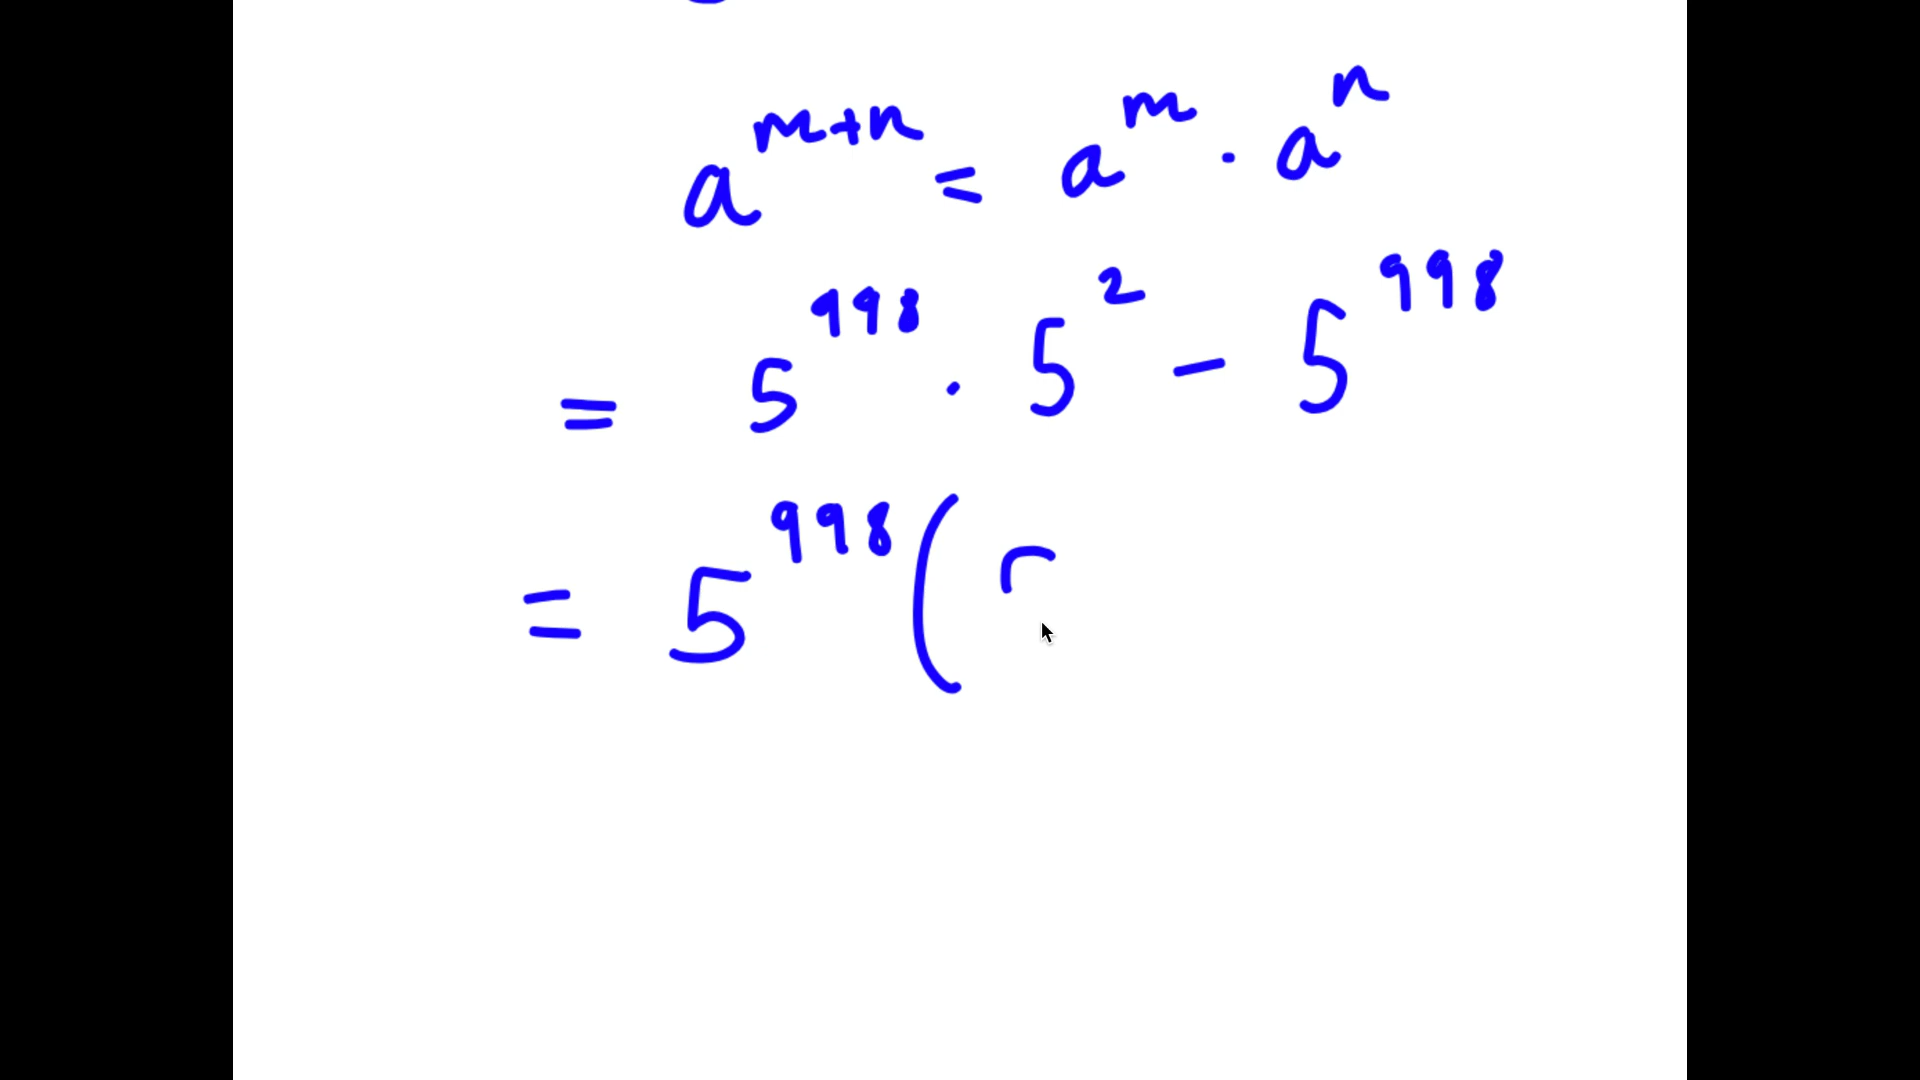 a^{m+n} = a^m · a^n
= 5^{998} · 5^2 - 5^{998}
= 5^{998} (